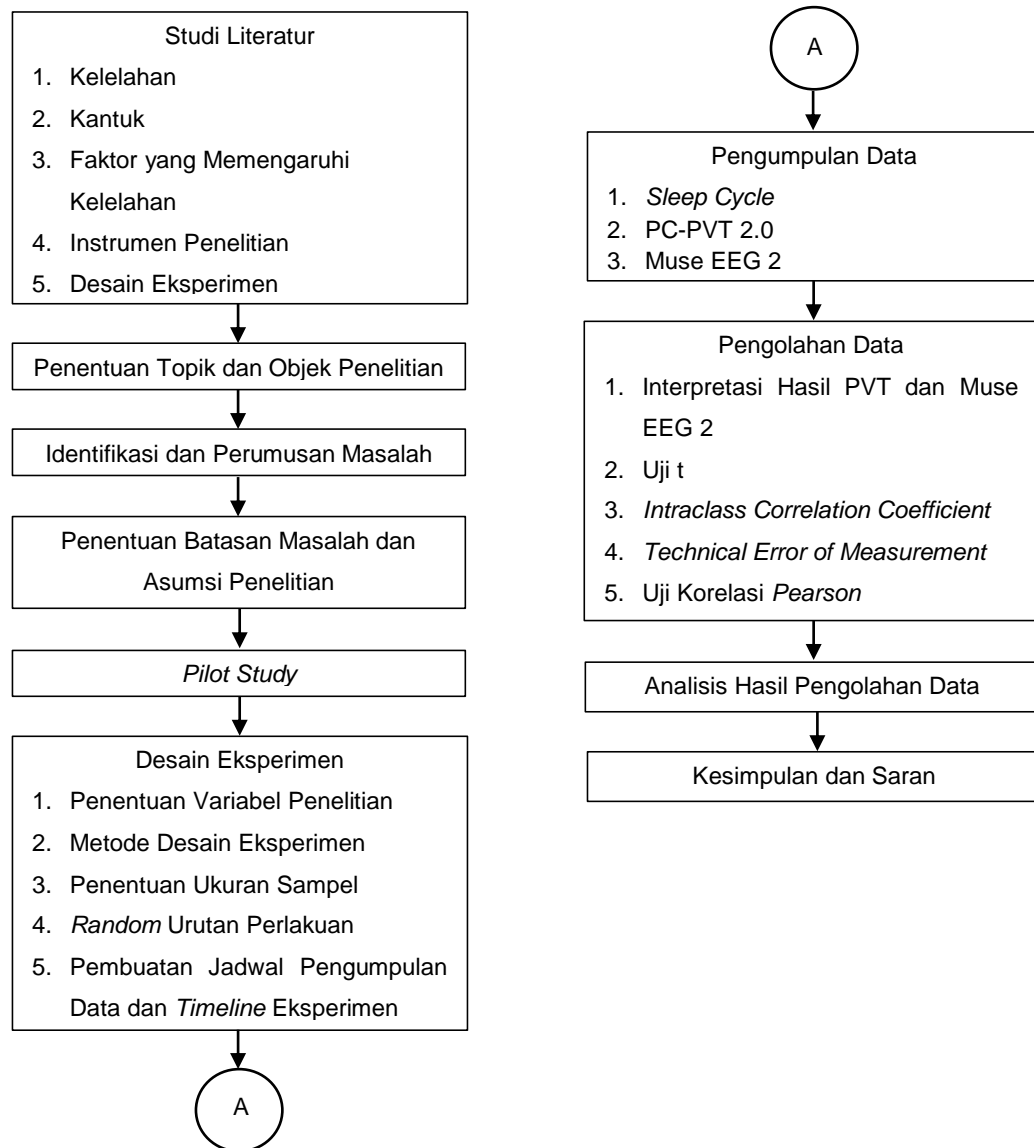 Studi Literatur
1. Kelelahan
2. Kantuk
3. Faktor yang Memengaruhi
Kelelahan
4. Instrumen Penelitian
5. Desain Eksperimen
Penentuan Topik dan Objek Penelitian
Identifikasi dan Perumusan Masalah
Penentuan Batasan Masalah dan
Asumsi Penelitian
Pilot Study
Desain Eksperimen
1. Penentuan Variabel Penelitian
2. Metode Desain Eksperimen
3. Penentuan Ukuran Sampel
4. Random Urutan Perlakuan
5. Pembuatan Jadwal Pengumpulan
Data dan Timeline Eksperimen
A
A
Pengumpulan Data
1. Sleep Cycle
2. PC-PVT 2.0
3. Muse EEG 2
Pengolahan Data
1. Interpretasi Hasil PVT dan Muse
EEG 2
2. Uji t
3. Intraclass Correlation Coefficient
4. Technical Error of Measurement
5. Uji Korelasi Pearson
Analisis Hasil Pengolahan Data
Kesimpulan dan Saran